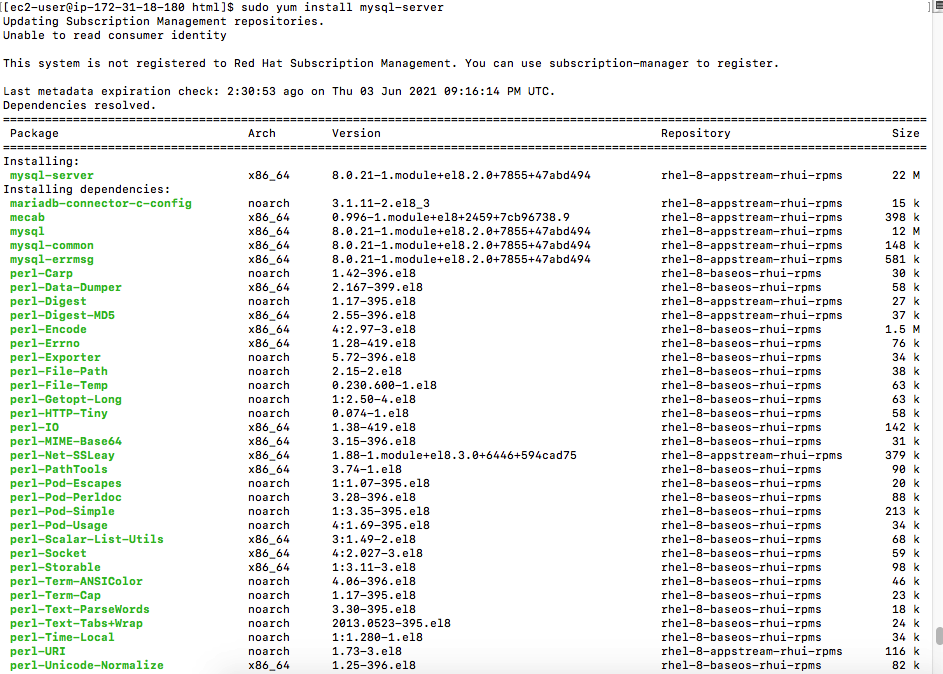 [[ec2-user@ip-172-31-18-180 html]$ sudo yum install mysql-server ]
Updating Subscription Management repositories.
Unable to read consumer identity
This system is not registered to Red Hat Subscription Management. You can use subscription-manager to register.
Last metadata expiration check: 2:30:53 ago on Thu 03 Jun 2021 09:16:14 PM UTC.
Dependencies resolved.
Package Arch Version Repository Size
Installing:
mysql-server x86_64 8.0.21-1.module+el8.2.0+7855+47abd494 rhel-8-appstream-rhui-rpms 22 M
Installing dependencies:
mariadb-connector-c-config noarch 3.1.11-2.el8_3 rhel-8-appstream-rhui-rpms 15 k
mecab x86_64 0.996-1.module+el8+2459+7cb96738.9 rhel-8-appstream-rhui-rpms 398 k
mysql x86_64 8.0.21-1.module+el8.2.0+7855+47abd494 rhel-8-appstream-rhui-rpms 12 M
mysql-common x86_64 8.0.21-1.module+el8.2.0+7855+47abd494 rhel-8-appstream-rhui-rpms 148 k
mysql-errmsg x86_64 8.0.21-1.module+el8.2.0+7855+47abd494 rhel-8-appstream-rhui-rpms 581 k
perl-Carp noarch 1.42-396.el8 rhel-8-baseos-rhui-rpms 30 k
perl-Data-Dumper x86_64 2.167-399.el8 rhel-8-baseos-rhui-rpms 58 k
perl-Digest noarch 1.17-395.el8 rhel-8-appstream-rhui-rpms 27 k
perl-Digest-MD5 x86_64 2.55-396.el8 rhel-8-appstream-rhui-rpms 37 k
perl-Encode x86_64 4:2.97-3.el8 rhel-8-baseos-rhui-rpms 1.5 M
perl-Errno x86_64 1.28-419.el8 rhel-8-baseos-rhui-rpms 76 k
perl-Exporter noarch 5.72-396.el8 rhel-8-baseos-rhui-rpms 34 k
perl-File-Path noarch 2.15-2.el8 rhel-8-baseos-rhui-rpms 38 k
perl-File-Temp noarch 0.230.600-1.el8 rhel-8-baseos-rhui-rpms 63 k
perl-Getopt-Long noarch 1:2.50-4.el8 rhel-8-baseos-rhui-rpms 63 k
perl-HTTP-Tiny noarch 0.074-1.el8 rhel-8-baseos-rhui-rpms 58 k
perl-IO x86_64 1.38-419.el8 rhel-8-baseos-rhui-rpms 142 k
perl-MIME-Base64 x86_64 3.15-396.el8 rhel-8-baseos-rhui-rpms 31 k
perl-Net-SSLeay x86_64 1.88-1.module+el8.3.0+6446+594cad75 rhel-8-appstream-rhui-rpms 379 k
perl-PathTools x86_64 3.74-1.el8 rhel-8-baseos-rhui-rpms 90 k
perl-Pod-Escapes noarch 1:1.07-395.el8 rhel-8-baseos-rhui-rpms 20 k
perl-Pod-Perldoc noarch 3.28-396.el8 rhel-8-baseos-rhui-rpms 88 k
perl-Pod-Simple noarch 1:3.35-395.el8 rhel-8-baseos-rhui-rpms 213 k
perl-Pod-Usage noarch 4:1.69-395.el8 rhel-8-baseos-rhui-rpms 34 k
perl-Scalar-List-Utils x86_64 3:1.49-2.el8 rhel-8-baseos-rhui-rpms 68 k
perl-Socket x86_64 4:2.027-3.el8 rhel-8-baseos-rhui-rpms 59 k
perl-Storable x86_64 1:3.11-3.el8 rhel-8-baseos-rhui-rpms 98 k
perl-Term-ANSIColor noarch 4.06-396.el8 rhel-8-baseos-rhui-rpms 46 k
perl-Term-Cap noarch 1.17-395.el8 rhel-8-baseos-rhui-rpms 23 k
perl-Text-ParseWords noarch 3.30-395.el8 rhel-8-baseos-rhui-rpms 18 k
perl-Text-Tabs+Wrap noarch 2013.0523-395.el8 rhel-8-baseos-rhui-rpms 24 k
perl-Time-Local noarch 1:1.280-1.el8 rhel-8-baseos-rhui-rpms 34 k
perl-URI noarch 1.73-3.el8 rhel-8-appstream-rhui-rpms 116 k
perl-Unicode-Normalize x86_64 1.25-396.el8 rhel-8-baseos-rhui-rpms 82 k